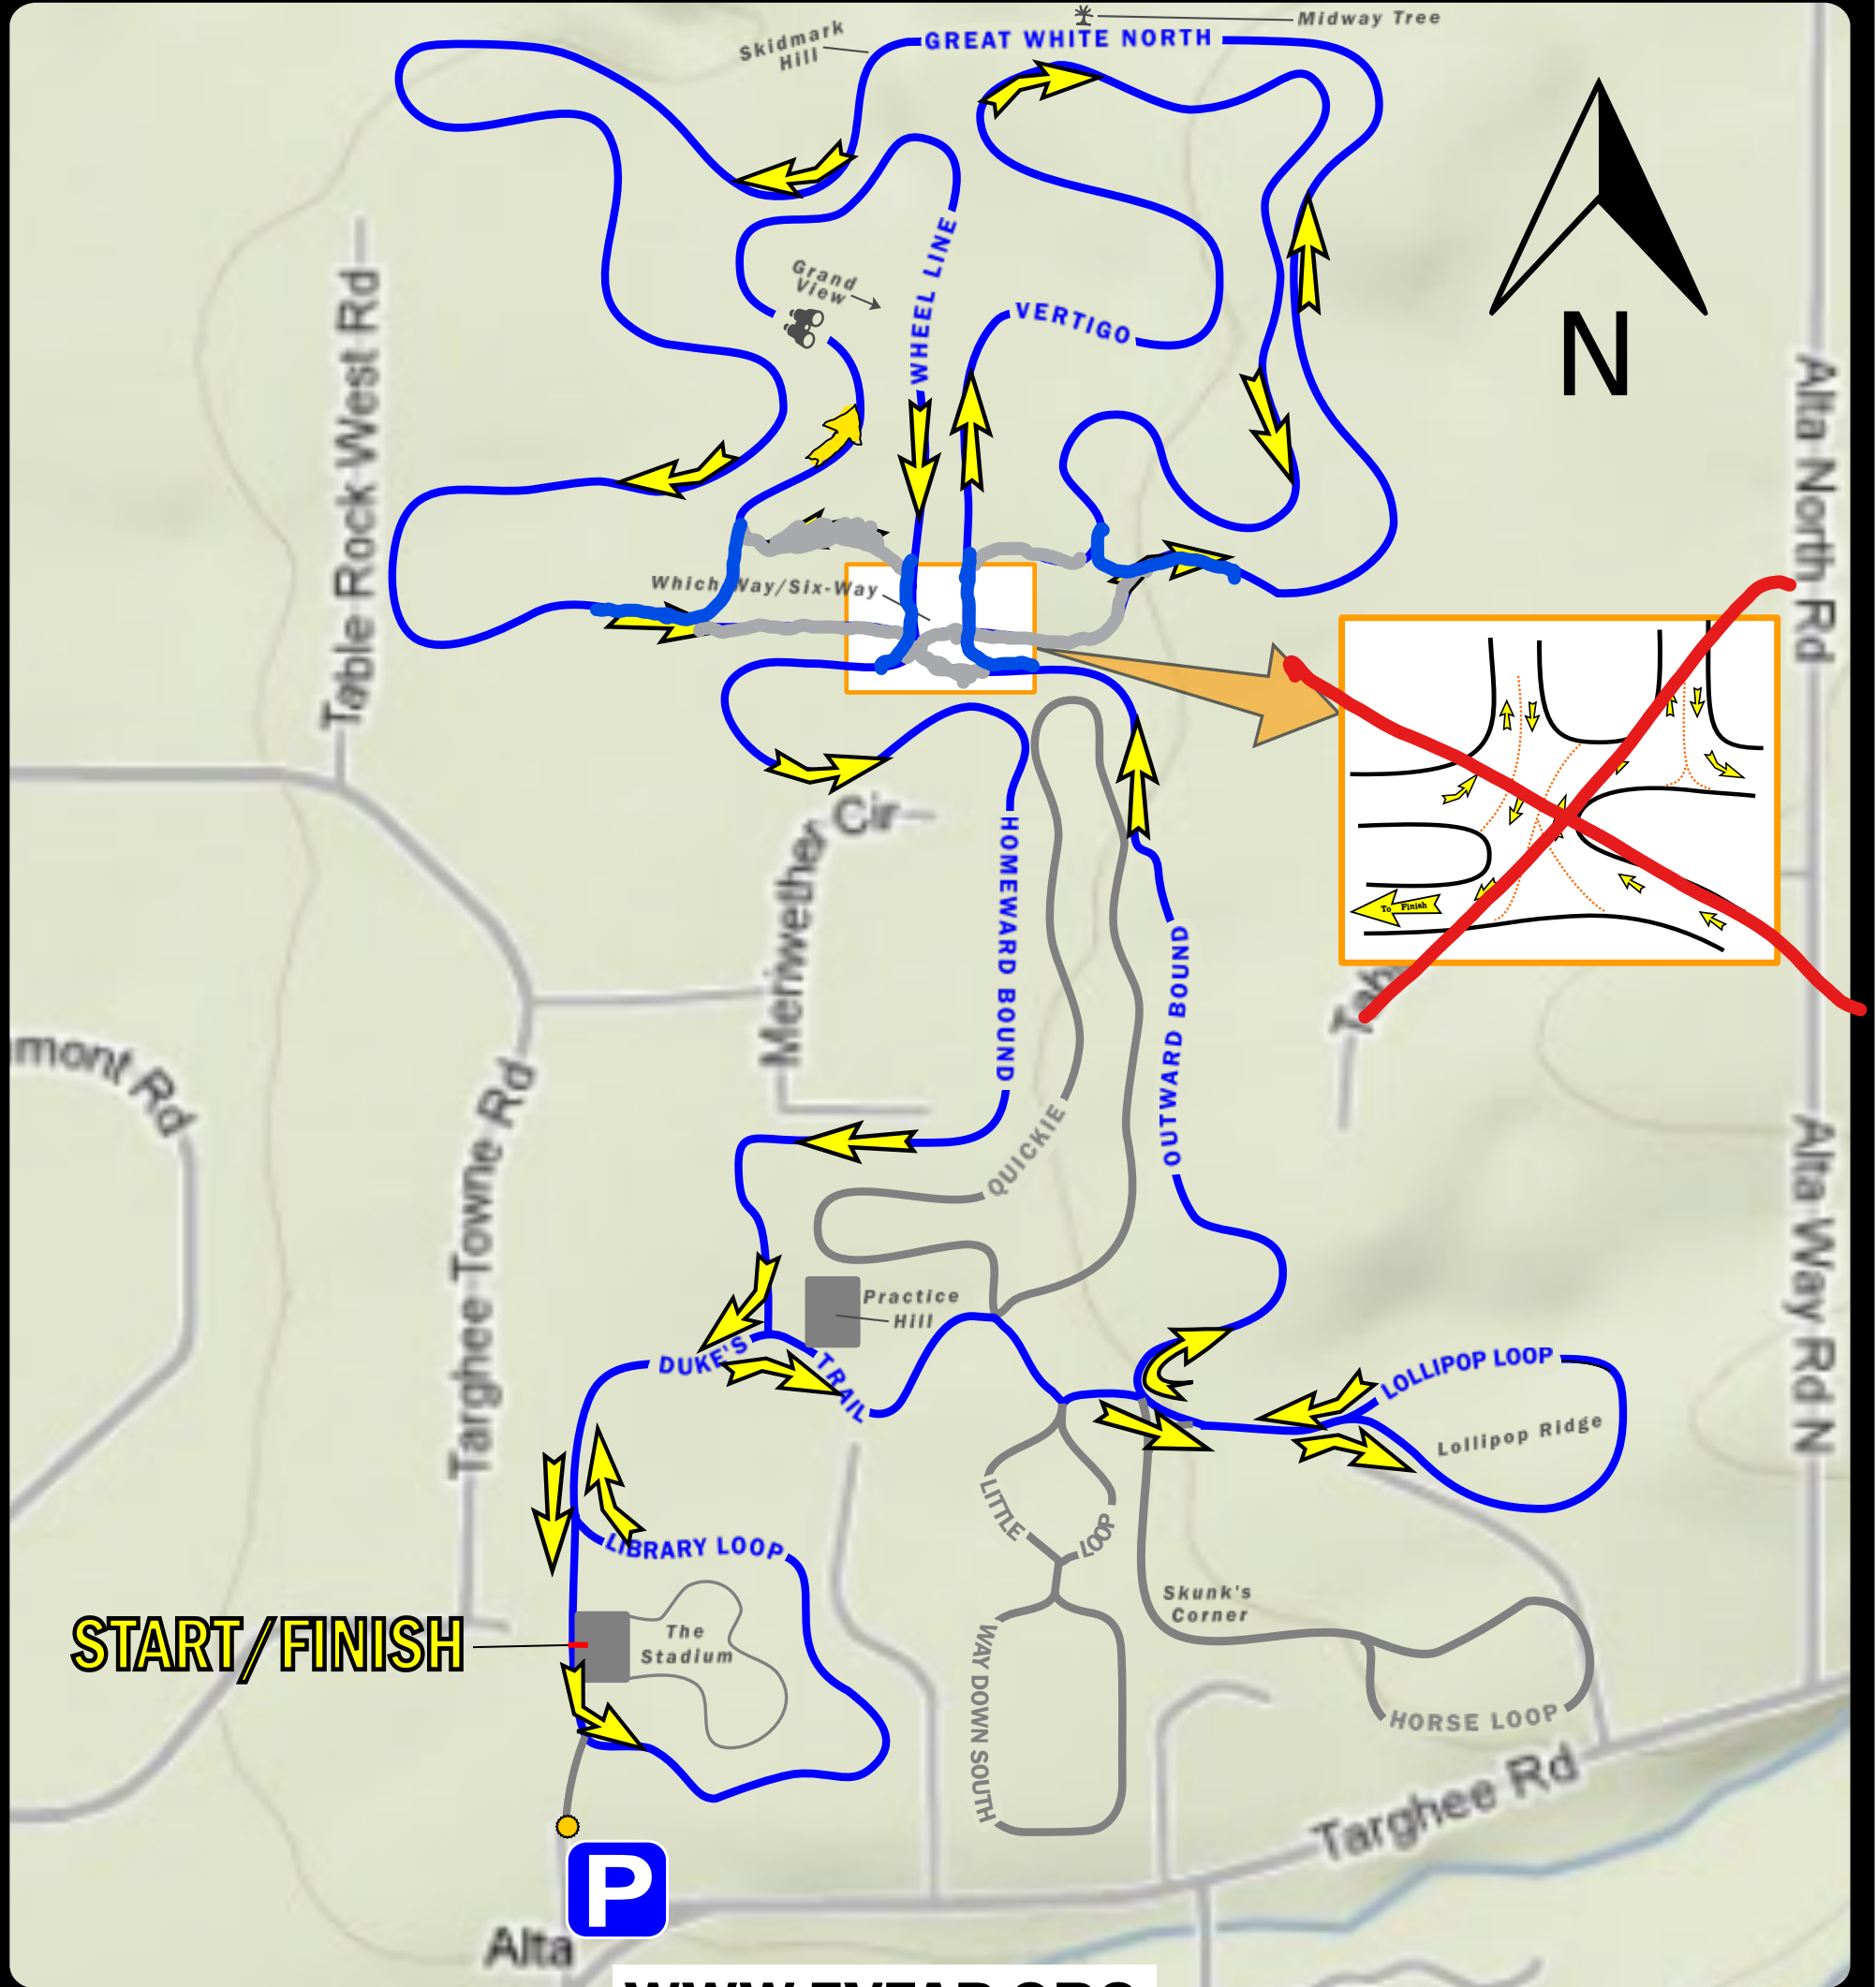 Midway Tree
Skidmark
Hill
GREAT WHITE NORTH
Grand
View
WHEEL LINE
VERTIGO
N
Table Rock West Rd
Alta North Rd
Which Way/Six-Way
To Finish
Meriwether Cir
HOMEWARD BOUND
OUTWARD BOUND
mont Rd
Tab
Targhee Towne Rd
QUICKIE
Alta Way Rd N
Practice
Hill
DUKE'S TRAIL
LOLLIPOP LOOP
Lollipop Ridge
LITTLE LOOP
LIBRARY LOOP
START/FINISH
The
Stadium
Skunk's
Corner
WAY DOWN SOUTH
HORSE LOOP
Targhee Rd
P
Alta